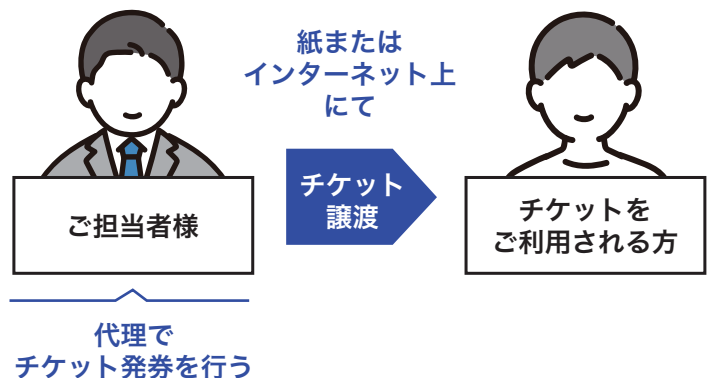 紙または
インターネット上
にて
チケット
譲渡
ご担当者様
チケットを
ご利用される方
代理で
チケット発券を行う